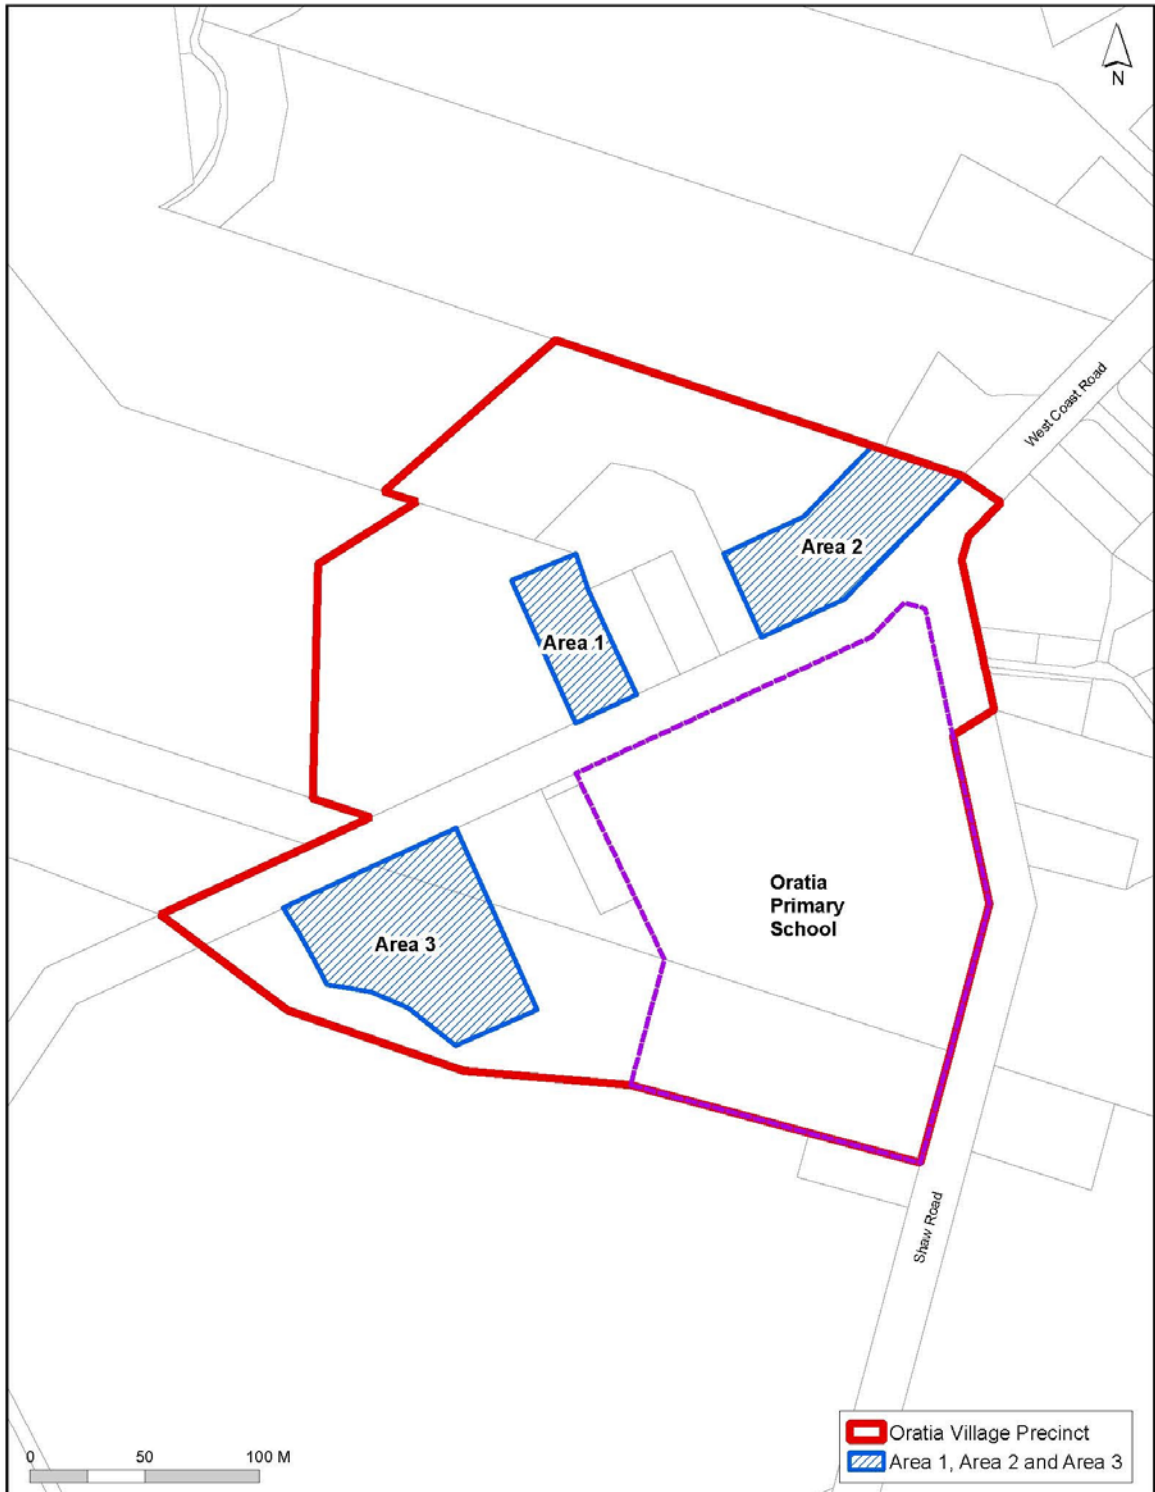 N
West Coast Road
Area 2
Area 1
Oratia
Primary
School
Area 3
Shaw Road
Oratia Village Precinct
Area 1, Area 2 and Area 3
0 50 100 M